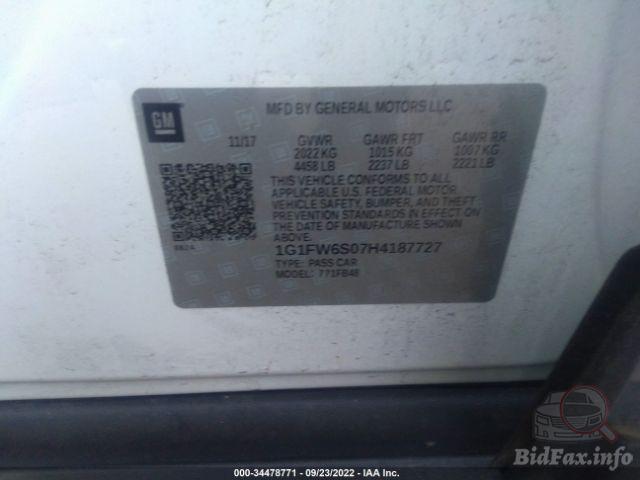 GM
MFD BY GENERAL MOTORS LLC
11/17 GVWR GAWR FRT GAWR RR
2022 KG 1015 KG 1007 KG
4458 LB 2237 LB 2221 LB
THIS VEHICLE CONFORMS TO ALL
APPLICABLE U.S. FEDERAL MOTOR
VEHICLE SAFETY, BUMPER, AND THEFT
PREVENTION STANDARDS IN EFFECT ON
THE DATE OF MANUFACTURE SHOWN
ABOVE.
1G1FW6S07H4187727
TYPE: PASS CAR
MODEL: 771FB48
000-34478771 - 09/23/2022 - IAA Inc.
BidFax.info